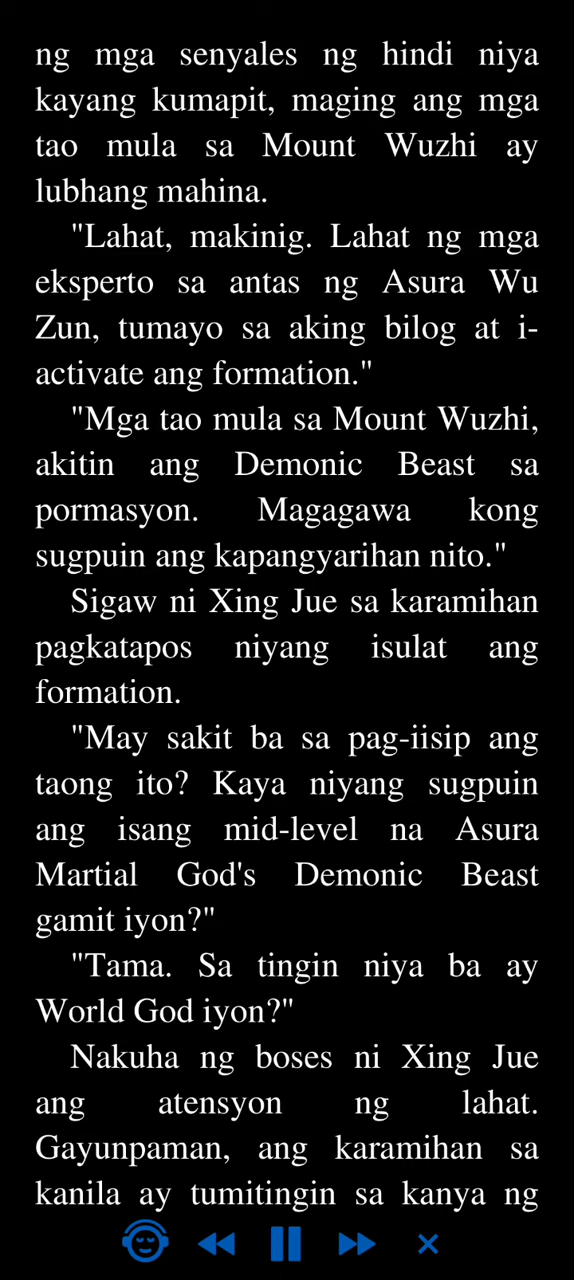 ng mga senyales ng hindi niya
kayang kumapit, maging ang mga
tao mula sa Mount Wuzhi ay
lubhang mahina.
"Lahat, makinig. Lahat ng mga
eksperto sa antas ng Asura Wu
Zun, tumayo sa aking bilog at i-
activate ang formation."
"Mga tao mula sa Mount Wuzhi,
akitin ang Demonic Beast sa
pormasyon. Magagawa kong
sugpuin ang kapangyarihan nito."
Sigaw ni Xing Jue sa karamihan
pagkatapos niyang isulat ang
formation.
"May sakit ba sa pag-iisip ang
taong ito? Kaya niyang sugpuin
ang isang mid-level na Asura
Martial God's Demonic Beast
gamit iyon?"
"Tama. Sa tingin niya ba ay
World God iyon?"
Nakuha ng boses ni Xing Jue
ang atensyon ng lahat.
Gayunpaman, ang karamihan sa
kanila ay tumitingin sa kanya ng